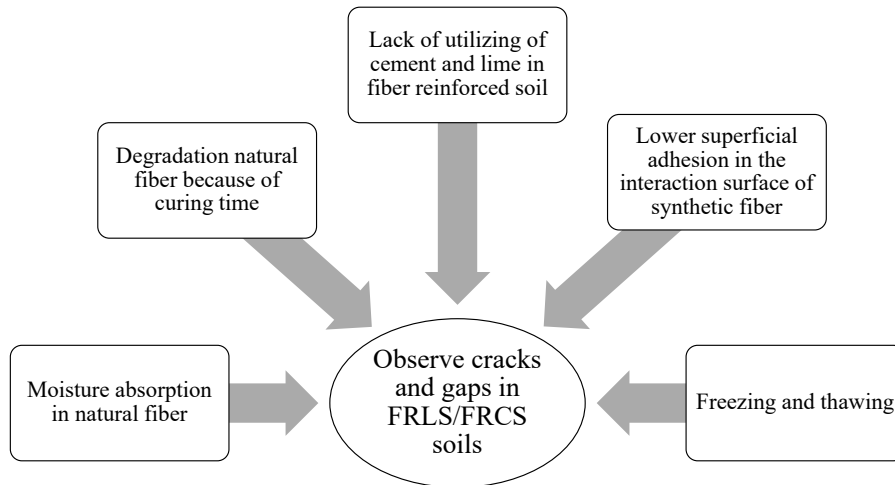 Lack of utilizing of
cement and lime in
fiber reinforced soil
Degradation natural
fiber because of
curing time
Lower superficial
adhesion in the
interaction surface of
synthetic fiber
Moisture absorption
in natural fiber
Observe cracks
and gaps in
FRLS/FRCS
soils
Freezing and thawing